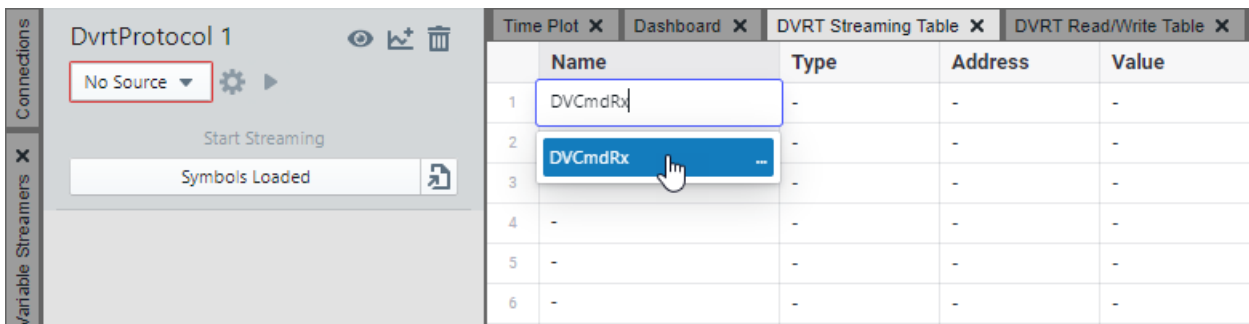 Connections
Variable Streamers
DvrtProtocol 1
No Source
Start Streaming
Symbols Loaded
Time Plot Dashboard DVRT Streaming Table DVRT Read/Write Table
Name Type Address Value
1 DVCmdRx - - -
2 - - -
DVCmdRx ...
3 - - -
4 - - - -
5 - - - -
6 - - - -